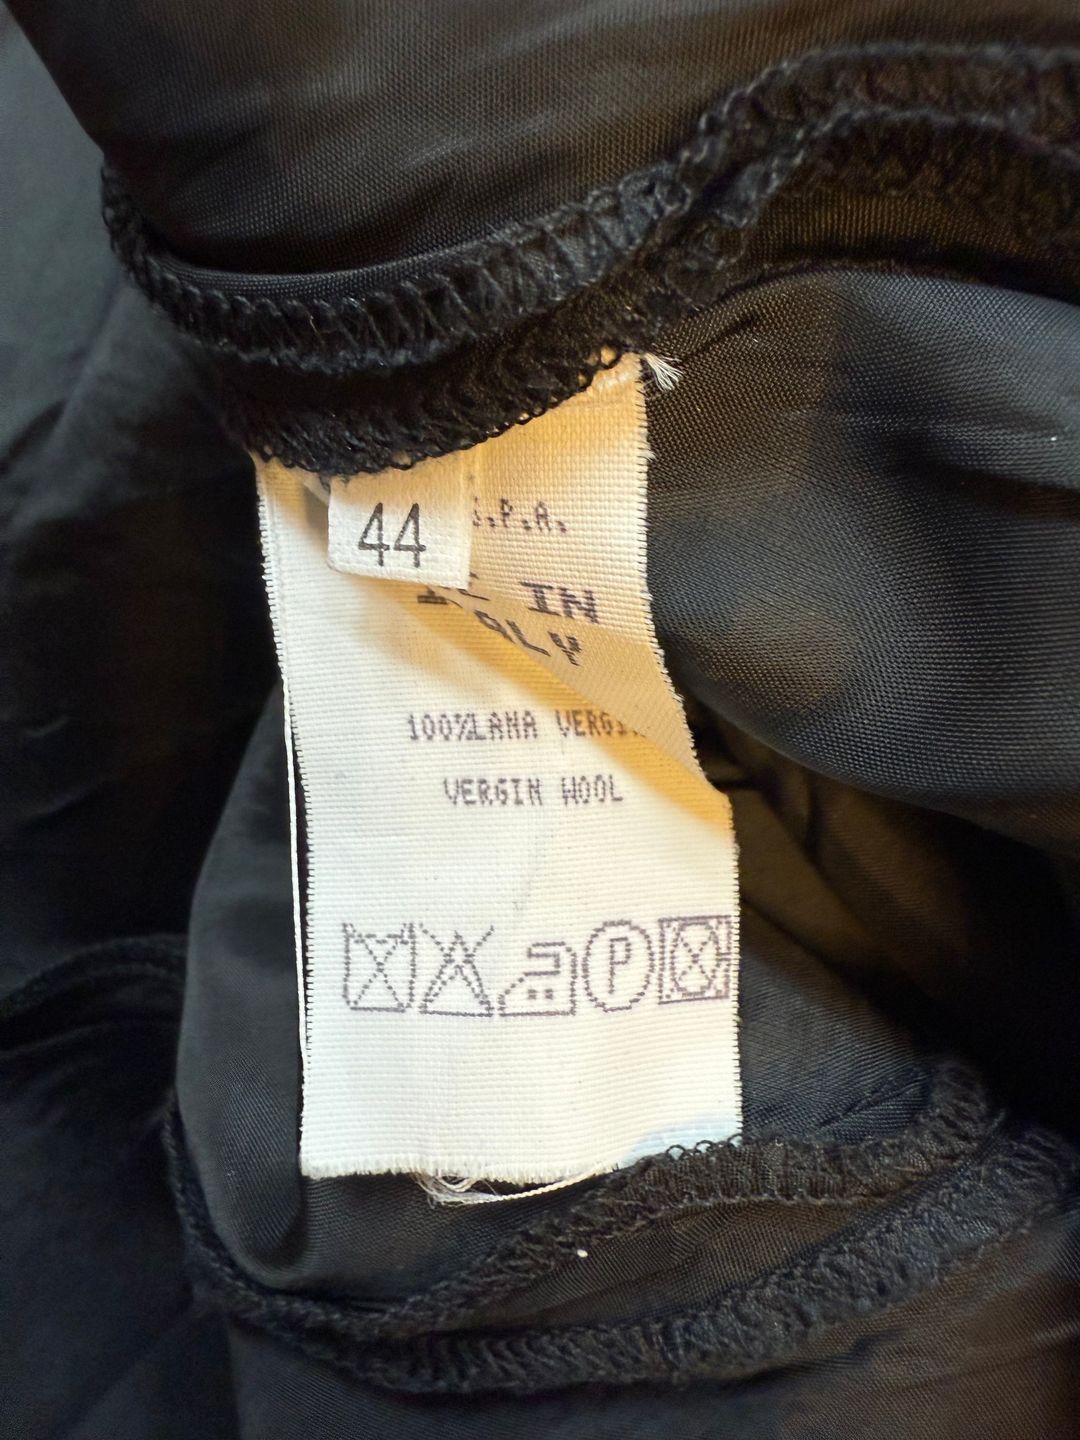 44
S.P.A.
IN
100%LANA
VERGIN WOOL
P